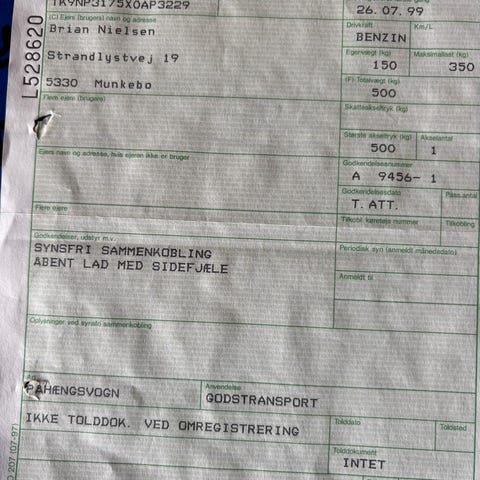 TK9NP3175X0AP3229
26. 07. 99
L528620
(C) Ejers (brugers) navn og adresse
Brian Nielsen
Strandlystvej 19
5330 Munkebo
Drivkraft
Km/L
BENZIN
Egenvægt (kg)
Maksimallast (kg)
150
350
(F) Totalvægt (kg)
500
Skatteakseltryk (kg)
Flere ejere (brugere)
Største akseltryk (kg)
Akselantal
500
1
Ejers navn og adresse, hvis ejeren ikke er bruger
Godkendelsesnummer
A 9456- 1
Godkendelsesdato
Pass.antal
T. ATT.
Flere ejere
Tilkobl. køretøjs nummer
Tilkobling
Godkendelser, udstyr m.v.
SYNSFRI SAMMENKOBLING
ÅBENT LAD MED SIDEFJÆLE
Periodisk syn (anmeldt månedsdato)
Anmeldt til
Oplysninger ved synsfri sammenkobling
PÅHÆNGSVOGN
Anvendelse
GODSTRANSPORT
IKKE TOLDDOK. VED OMREGISTRERING
Tolddato
Toldsted
Tolddokument
INTET